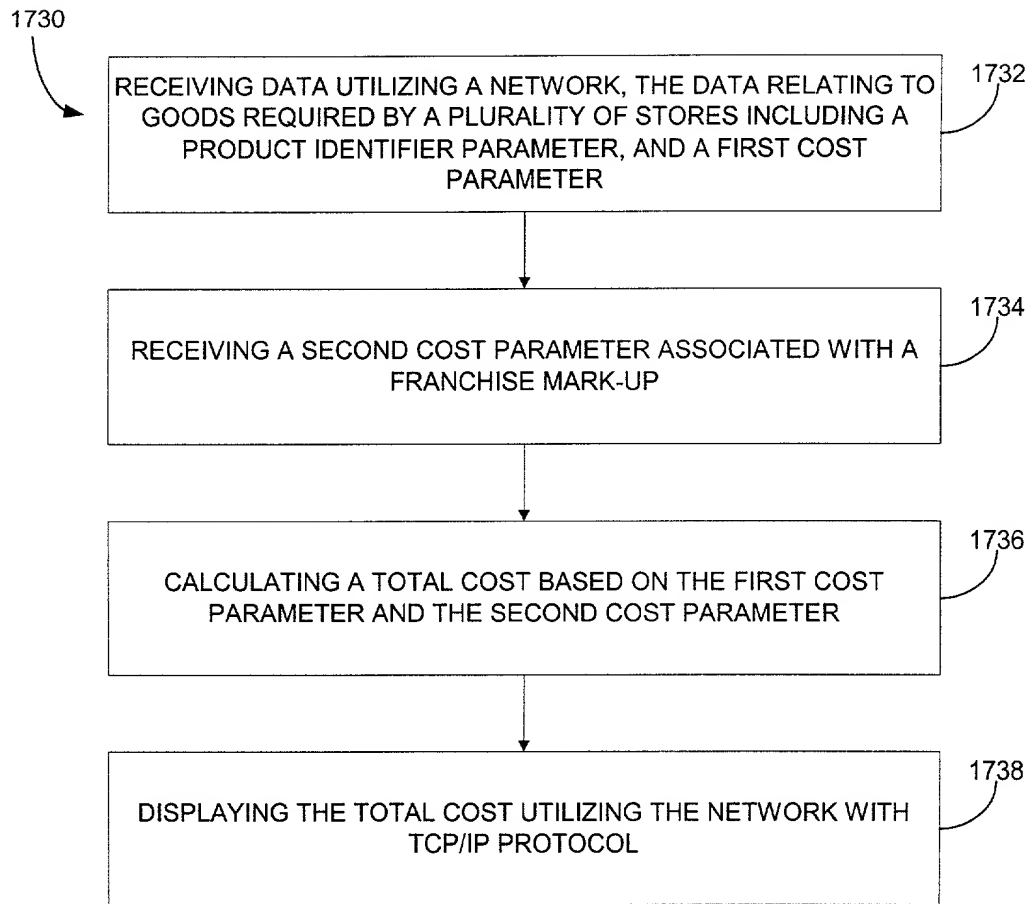 1730
RECEIVING DATA UTILIZING A NETWORK, THE DATA RELATING TO
GOODS REQUIRED BY A PLURALITY OF STORES INCLUDING A
PRODUCT IDENTIFIER PARAMETER, AND A FIRST COST
PARAMETER
1732
RECEIVING A SECOND COST PARAMETER ASSOCIATED WITH A
FRANCHISE MARK-UP
1734
CALCULATING A TOTAL COST BASED ON THE FIRST COST
PARAMETER AND THE SECOND COST PARAMETER
1736
DISPLAYING THE TOTAL COST UTILIZING THE NETWORK WITH
TCP/IP PROTOCOL
1738